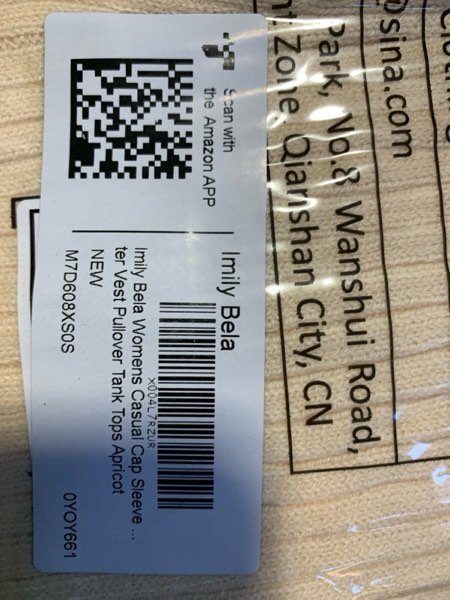 Scan with
the Amazon APP
Imily Bela
X004L7RZUR
Imily Bela Womens Casual Cap Sleeve ...
ter Vest Pullover Tank Tops Apricot
NEW
M7D608XS0S
0YOY661
@sina.com
Park, No.8 Wanshui Road,
nt Zone, Qianshan City, CN